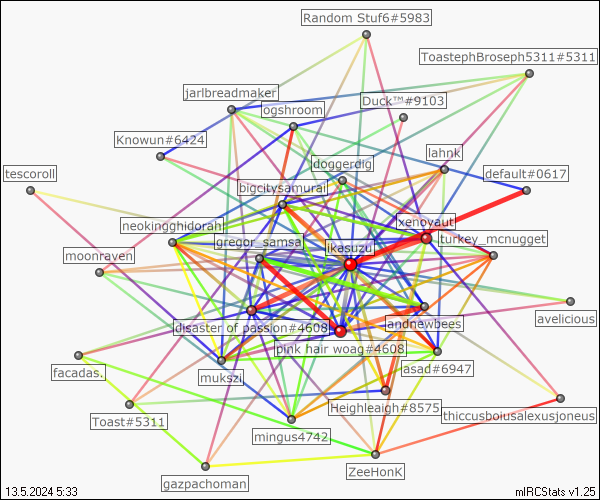 Random Stuf6#5983
ToastephBroseph5311#5311
jarlbreadmaker
Duck™#9103
ogshroom
Knowun#6424
lahnk
doggerdig
tescoroll
default#0617
bigcitysamurai
neokingghidorah
xenovaut
gregor_samsa
ikasuzu
turkey_mcnugget
moonraven
avelicious
disaster of passion#4608
andnewbees
pink hair woag#4608
facadas.
mukszi
asad#6947
Toast#5311
Heighleaigh#8575
thiccusboiusalexusjoneus
mingus4742
ZeeHonK
gazpachoman
13.5.2024 5:33
mIRCStats v1.25